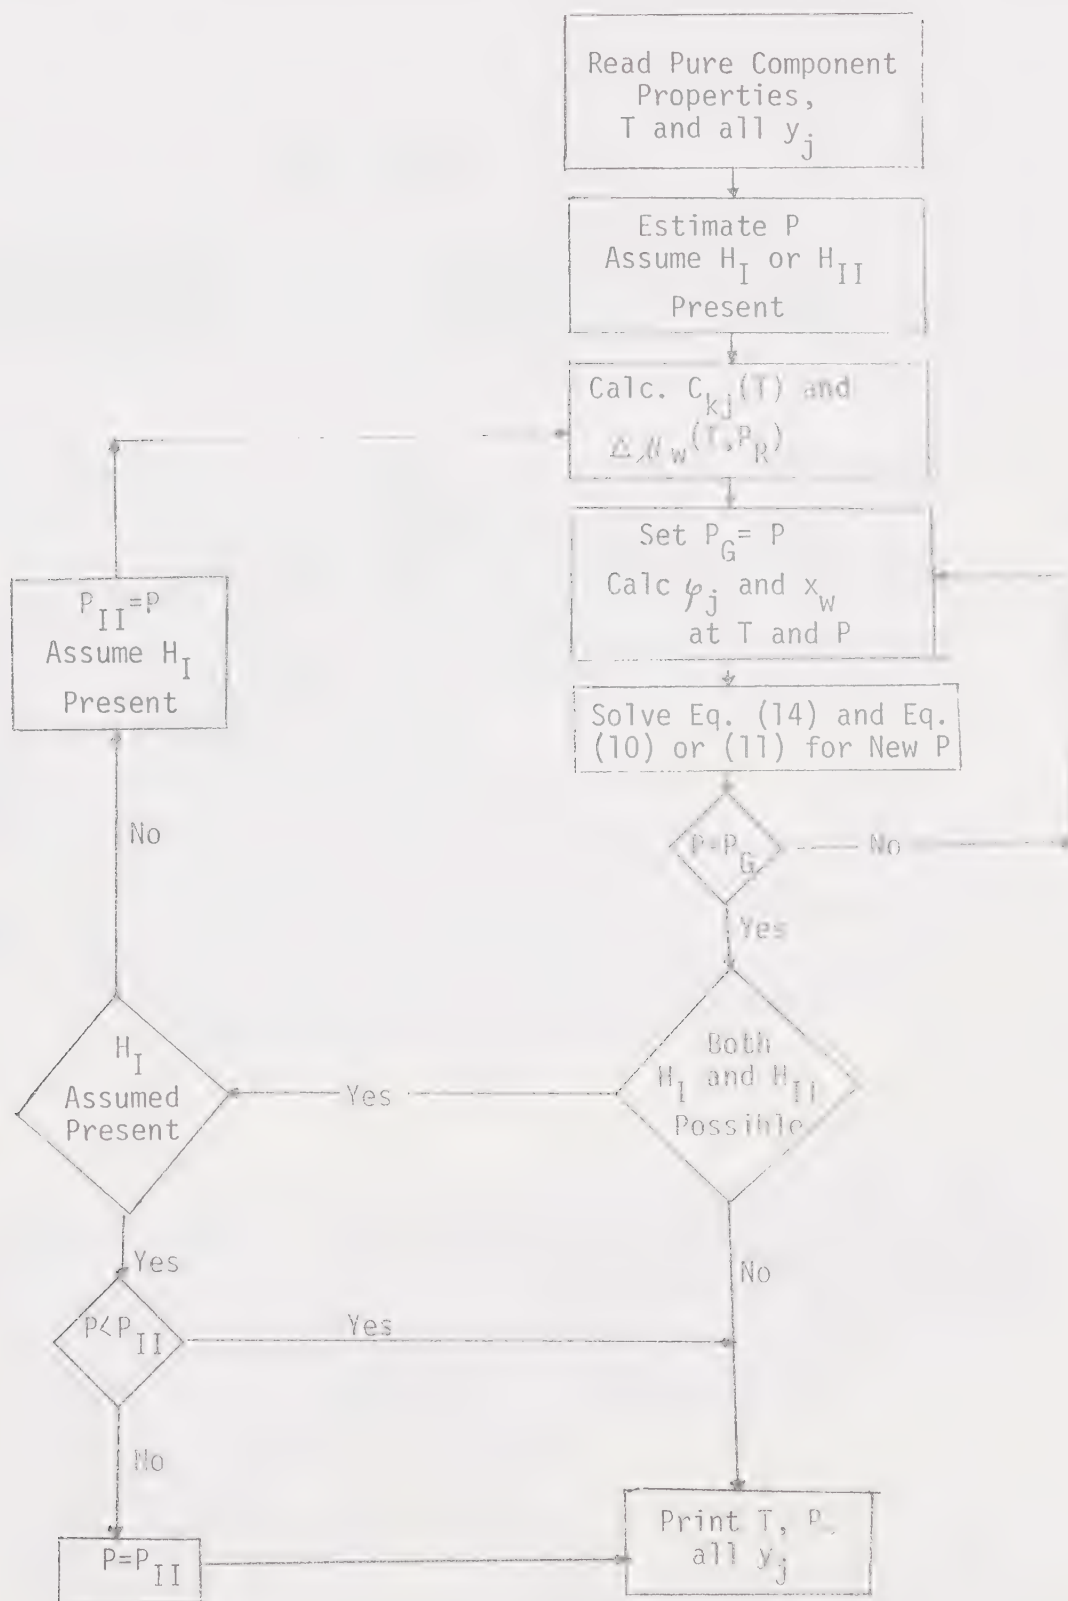 Read Pure Component
Properties,
T and all y_j
Estimate P
Assume H_I or H_II
Present
Calc. C_kj(T) and
Δμ_w(T,P_R)
Set P_G= P
Calc φ_j and x_w
at T and P
Solve Eq. (14) and Eq.
(10) or (11) for New P
P=P_G
No
Yes
Both
H_I and H_II
Possible
Yes
No
H_I
Assumed
Present
No
P_II=P
Assume H_I
Present
Yes
P<P_II
Yes
No
P=P_II
Print T, P,
all y_j